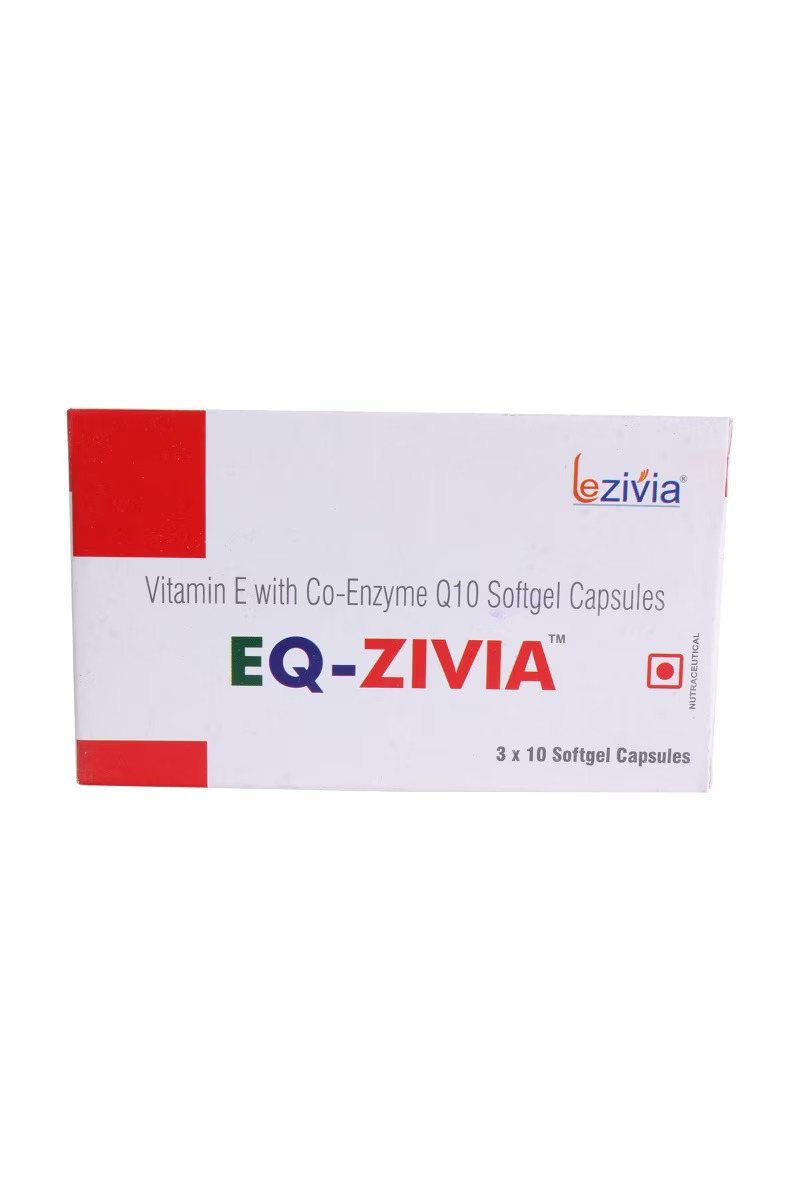 Lezivia®
Vitamin E with Co-Enzyme Q10 Softgel Capsules
EQ-ZIVIA™
NUTRACEUTICAL
3 x 10 Softgel Capsules